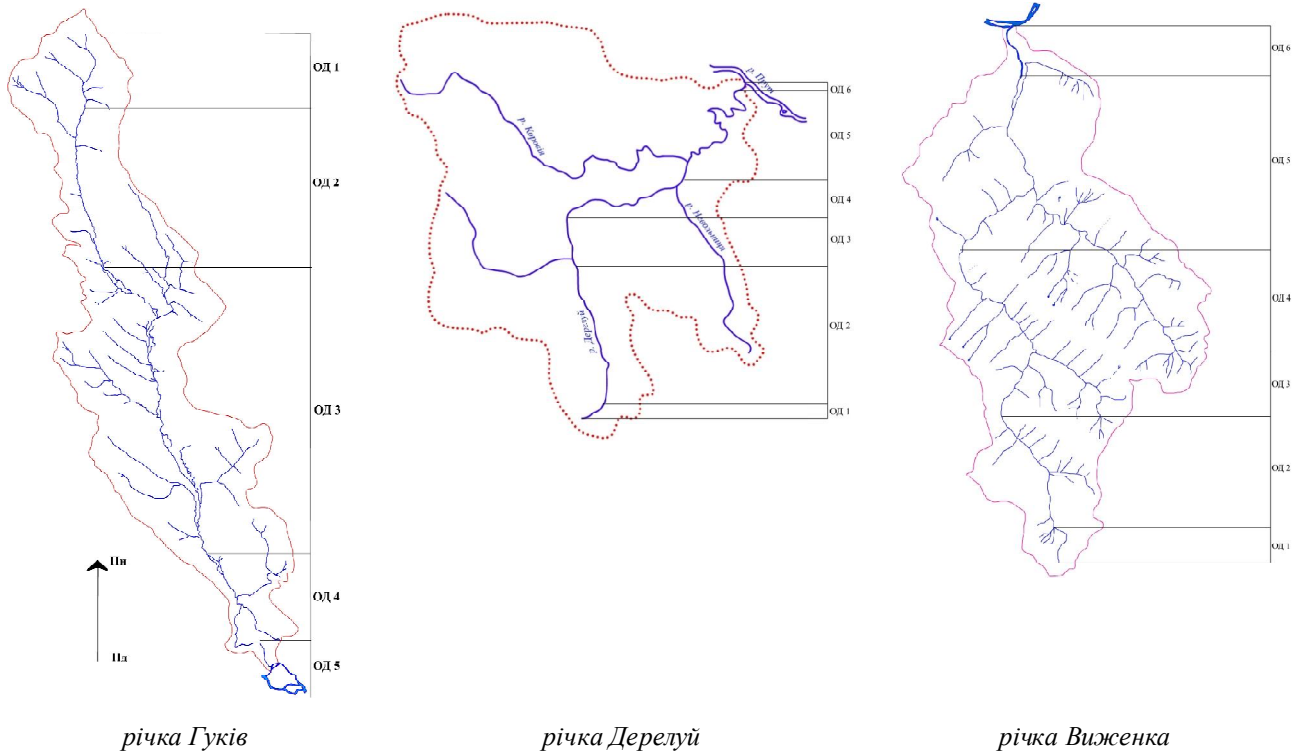 ОД 1
ОД 2
ОД 3
ОД 4
ОД 5
Пн
Пд
р. Прут
р. Коровія
р. Дерелуй
ОД 6
ОД 5
ОД 4
ОД 3
ОД 2
ОД 1
ОД 6
ОД 5
ОД 4
ОД 3
ОД 2
ОД 1
річка Гуків
річка Дерелуй
річка Виженка